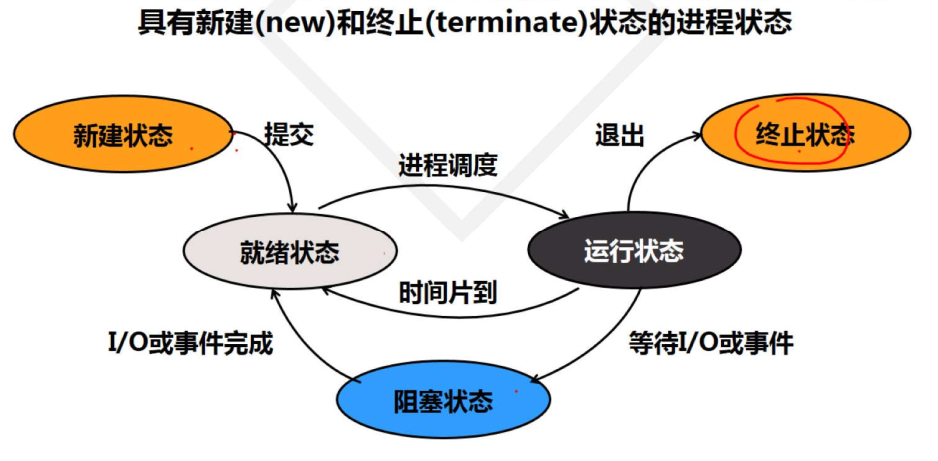 具有新建(new)和终止(terminate)状态的进程状态
新建状态
提交
进程调度
退出
终止状态
就绪状态
运行状态
时间片到
I/O或事件完成
等待I/O或事件
阻塞状态